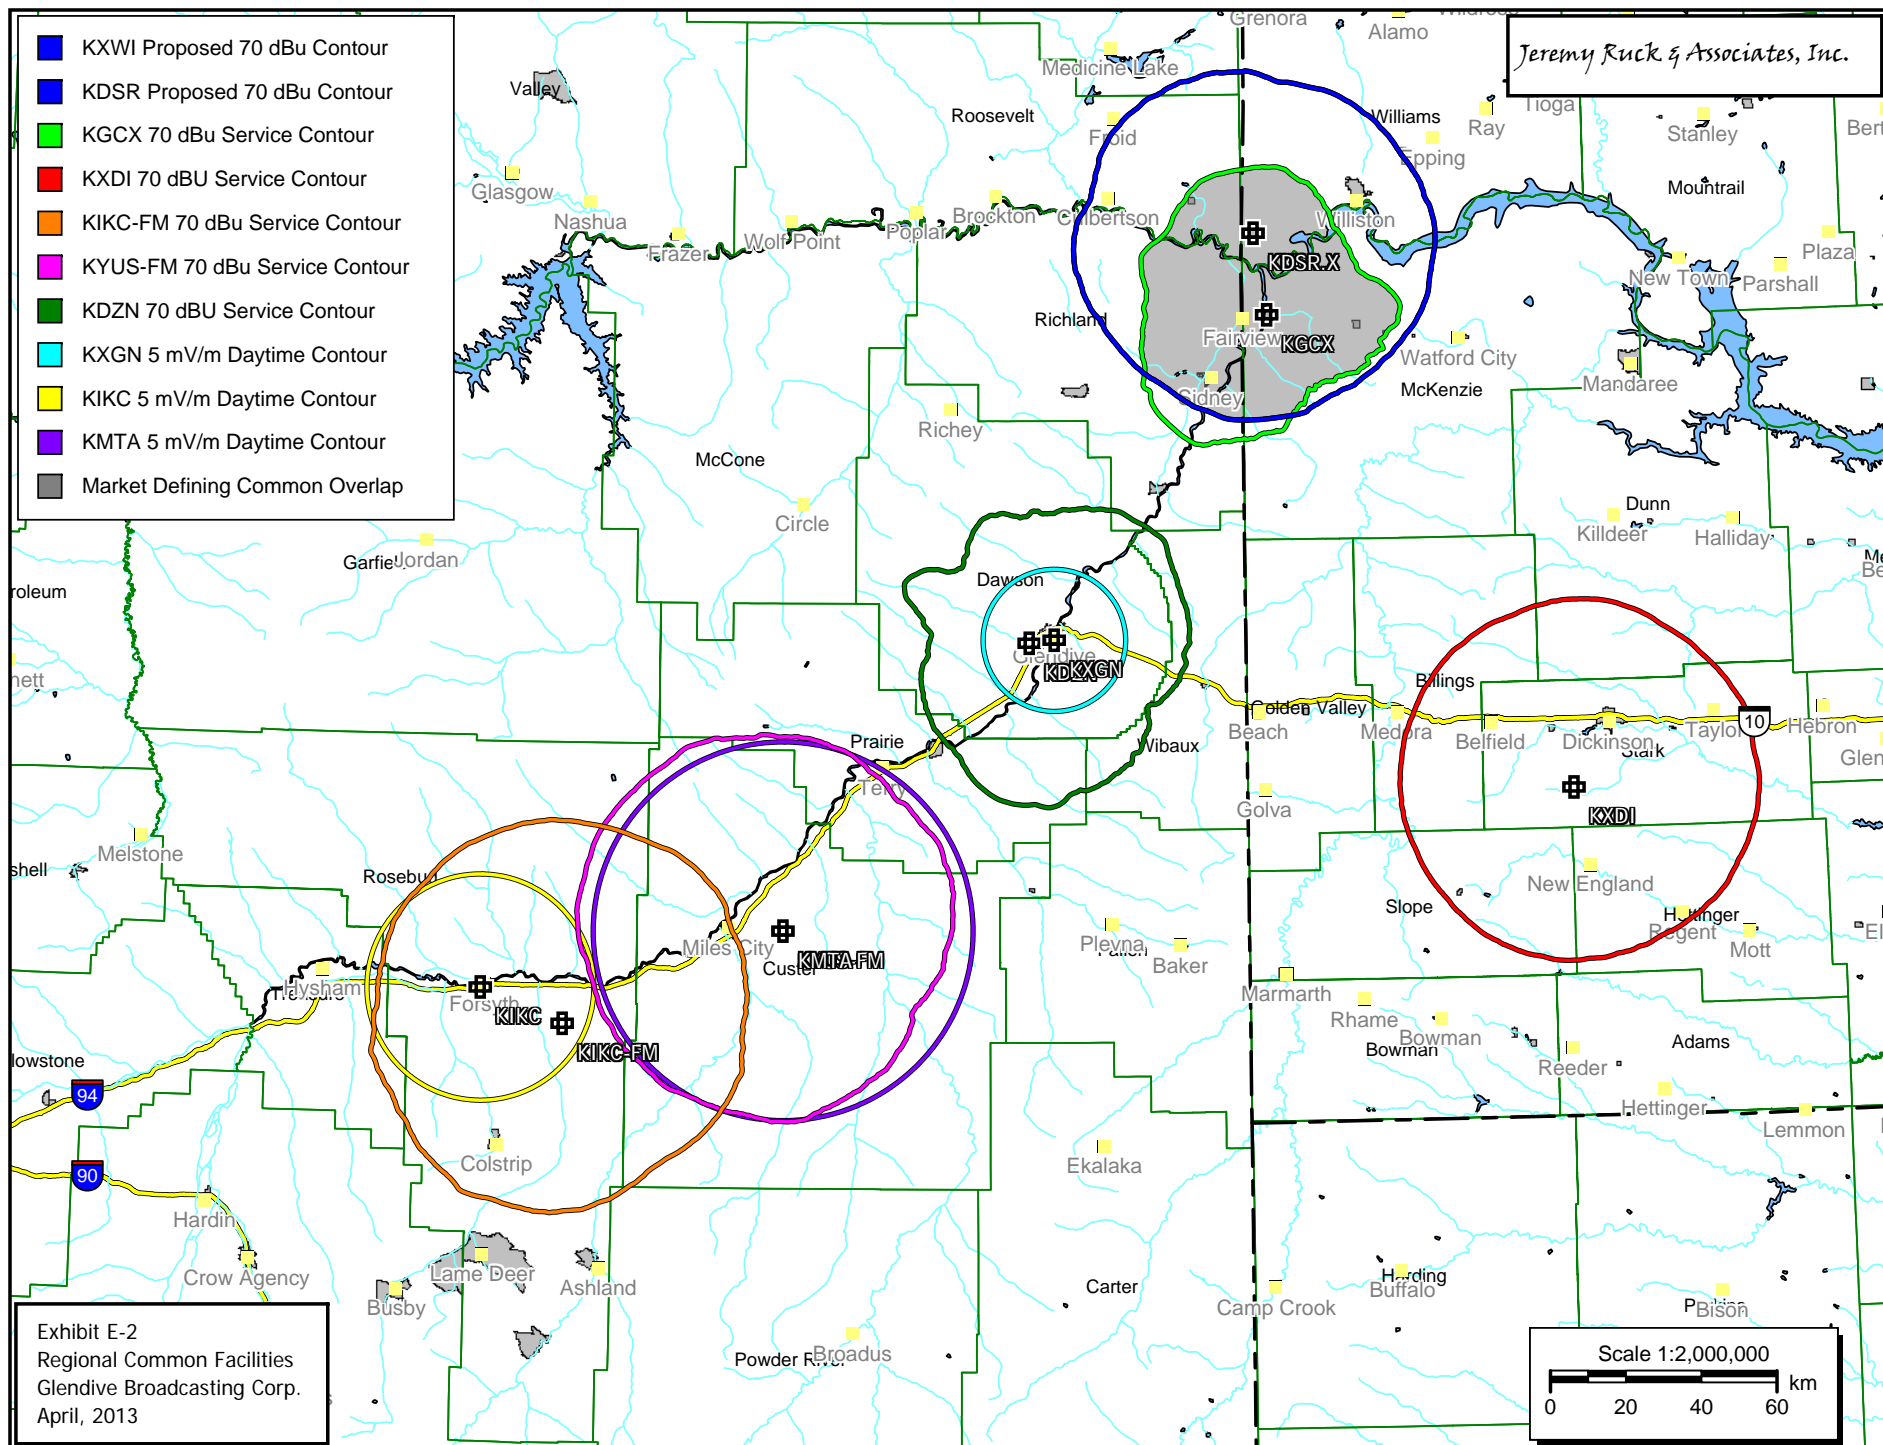 KXWI Proposed 70 dBu Contour
KDSR Proposed 70 dBu Contour
KGCX 70 dBu Service Contour
KXDI 70 dBU Service Contour
KIKC-FM 70 dBu Service Contour
KYUS-FM 70 dBu Service Contour
KDZN 70 dBU Service Contour
KXGN 5 mV/m Daytime Contour
KIKC 5 mV/m Daytime Contour
KMTA 5 mV/m Daytime Contour
Market Defining Common Overlap
Jeremy Ruck & Associates, Inc.
Grenora
Alamo
Medicine Lake
Valley
Roosevelt
Froid
Williams
Ray
Tioga
Stanley
Epping
Glasgow
Nashua
Brockton
Culbertson
Williston
Mountrail
Frazer
Wolf Point
Poplar
Plaza
KDSR.X
New Town
Parshall
Richland
Fairview
KGCX
Watford City
McKenzie
Mandaree
Sidney
Richey
McCone
Circle
Dunn
Killdeer
Halliday
Jordan
Dawson
roleum
Glendive
KXGN
nett
Billings
Golden Valley
Beach
Medora
Belfield
Dickinson
Stark
Taylor
10
Hebron
Glen
Prairie
Wibaux
Terry
Golva
KXDI
Melstone
shell
Rosebud
New England
Slope
Hettinger
Regent
Mott
Miles City
Custer
Plevna
Baker
Hysham
Forsyth
KIKC
KIKC-FM
Marmarth
Rhame
Bowman
Bowman
Reeder
Adams
lowstone
94
Hettinger
Lemmon
Colstrip
Ekalaka
90
Hardin
Crow Agency
Lame Deer
Busby
Ashland
Carter
Camp Crook
Harding
Buffalo
Bison
Powder River
Broadus
Exhibit E-2
Regional Common Facilities
Glendive Broadcasting Corp.
April, 2013
Scale 1:2,000,000
km
0 20 40 60